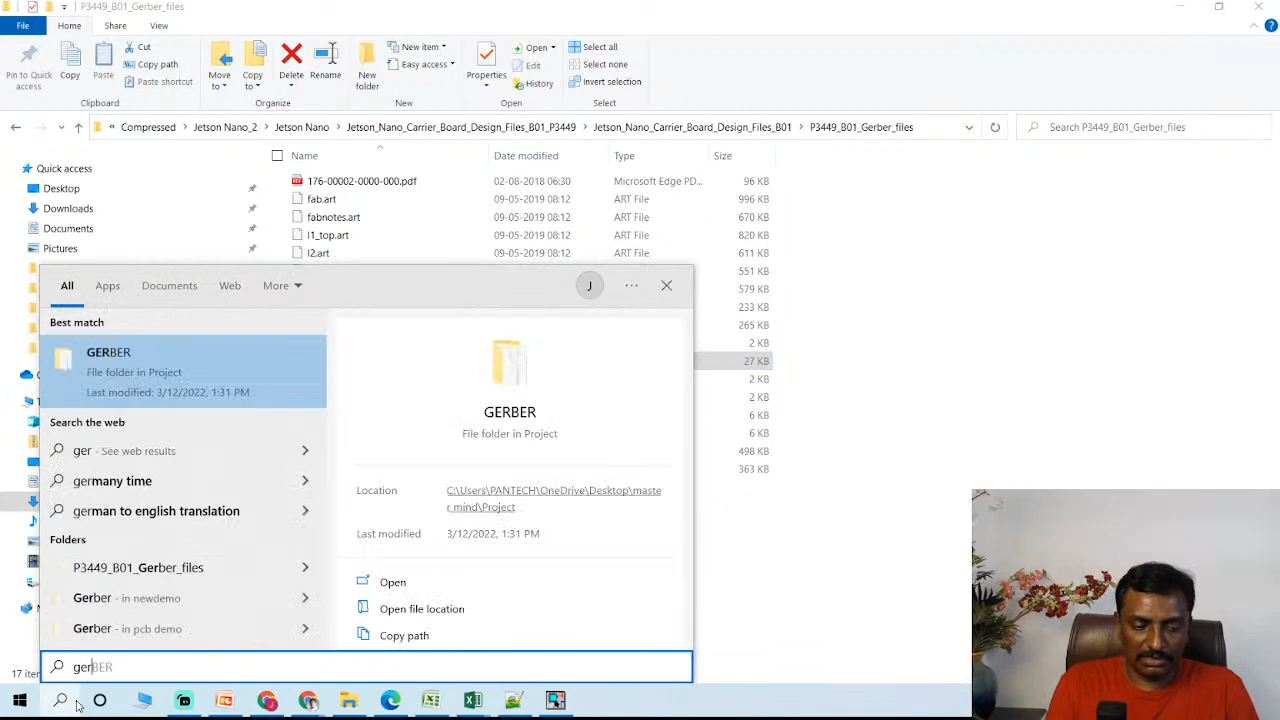 P3449_B01_Gerber_files
File
Home
Share
View
Pin to Quick access
Copy
Paste
Cut
Copy path
Paste shortcut
Clipboard
Move to
Copy to
Delete
Rename
Organize
New folder
New item
Easy access
New
Properties
Open
Edit
History
Open
Select all
Select none
Invert selection
Select
« Compressed > Jetson Nano_2 > Jetson Nano > Jetson_Nano_Carrier_Board_Design_Files_B01_P3449 > Jetson_Nano_Carrier_Board_Design_Files_B01 > P3449_B01_Gerber_files
Search P3449_B01_Gerber_files
Name Date modified Type Size
Quick access
Desktop
Downloads
Documents
Pictures
176-00002-0000-000.pdf 02-08-2018 06:30 Microsoft Edge PD... 96 KB
fab.art 09-05-2019 08:12 ART File 996 KB
fabnotes.art 09-05-2019 08:12 ART File 670 KB
l1_top.art 09-05-2019 08:12 ART File 820 KB
l2.art 09-05-2019 08:12 ART File 611 KB
551 KB
579 KB
233 KB
265 KB
2 KB
27 KB
2 KB
2 KB
6 KB
6 KB
498 KB
363 KB
All Apps Documents Web More
J
Best match
GERBER
File folder in Project
Last modified: 3/12/2022, 1:31 PM
Search the web
ger - See web results
germany time
german to english translation
Folders
P3449_B01_Gerber_files
Gerber - in newdemo
Gerber - in pcb demo
GERBER
File folder in Project
Location C:\Users\PANTECH\OneDrive\Desktop\maste
r mind\Project
Last modified 3/12/2022, 1:31 PM
Open
Open file location
Copy path
gerBER
17 iter